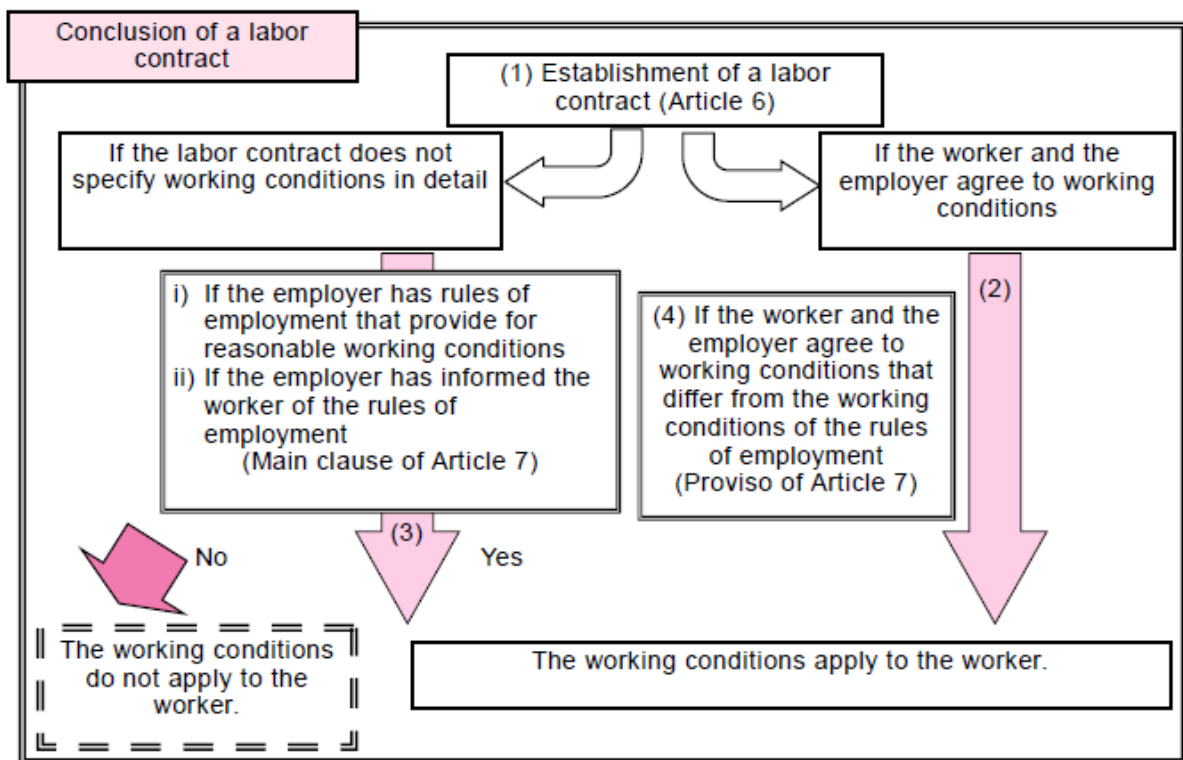 Conclusion of a labor
contract
(1) Establishment of a labor
contract (Article 6)
If the labor contract does not
specify working conditions in detail
If the worker and the
employer agree to working
conditions
i) If the employer has rules of
employment that provide for
reasonable working conditions
ii) If the employer has informed the
worker of the rules of
employment
(Main clause of Article 7)
(4) If the worker and the
employer agree to
working conditions that
differ from the working
conditions of the rules
of employment
(Proviso of Article 7)
(2)
No
(3)
Yes
The working conditions
do not apply to the
worker.
The working conditions apply to the worker.